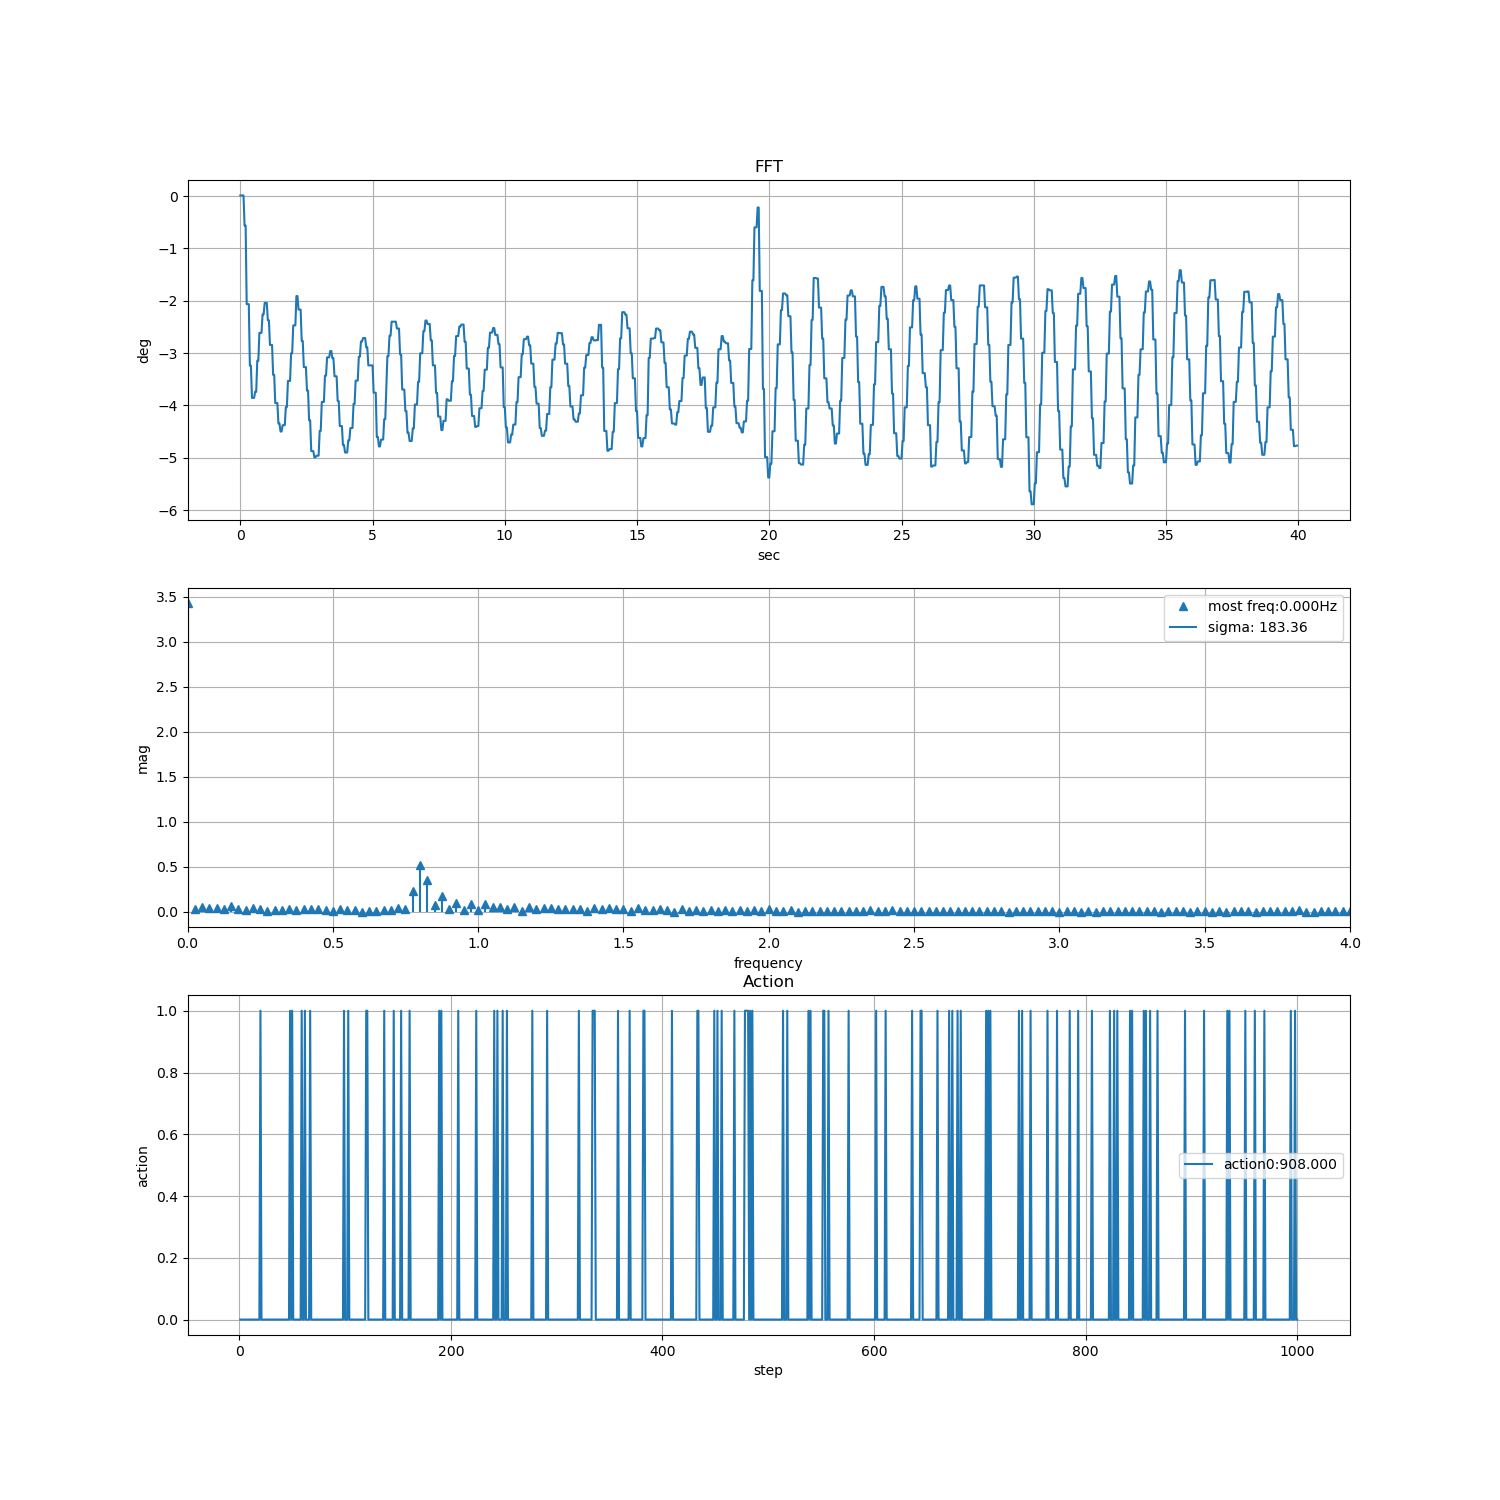 FFT
0
−1
−2
−3
−4
−5
−6
deg
0 5 10 15 20 25 30 35 40
sec
3.5
3.0
2.5
2.0
1.5
1.0
0.5
0.0
mag
most freq:0.000Hz
sigma: 183.36
0.0 0.5 1.0 1.5 2.0 2.5 3.0 3.5 4.0
frequency
Action
1.0
0.8
0.6
0.4
0.2
0.0
action
action0:908.000
0 200 400 600 800 1000
step